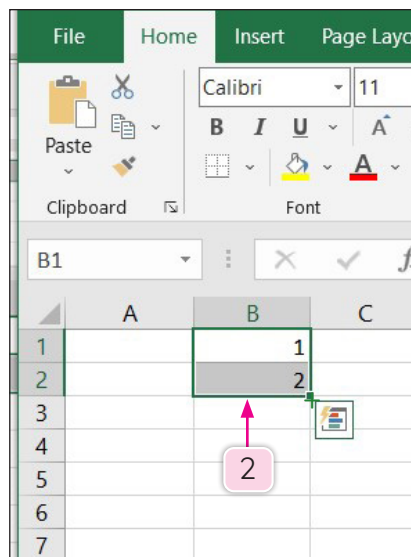 File Home Insert Page Layo
Calibri 11
B I U A
Paste A
Clipboard Font
B1 f
A B C
1 1
2 2
3
4 2
5
6
7